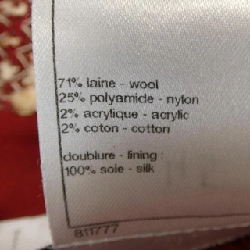 71% laine - wool
25% polyamide - nylon
2% acrylique - acrylic
2% coton - cotton
doublure - lining
100% soie - silk
811777